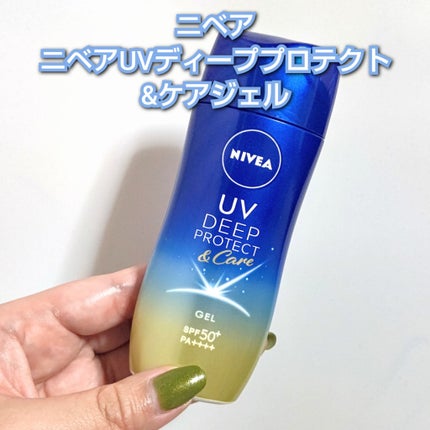 ニベア
ニベアUVディーププロテクト
&ケアジェル
NIVEA
UV
DEEP
PROTECT
& Care
GEL
SPF50+
PA++++